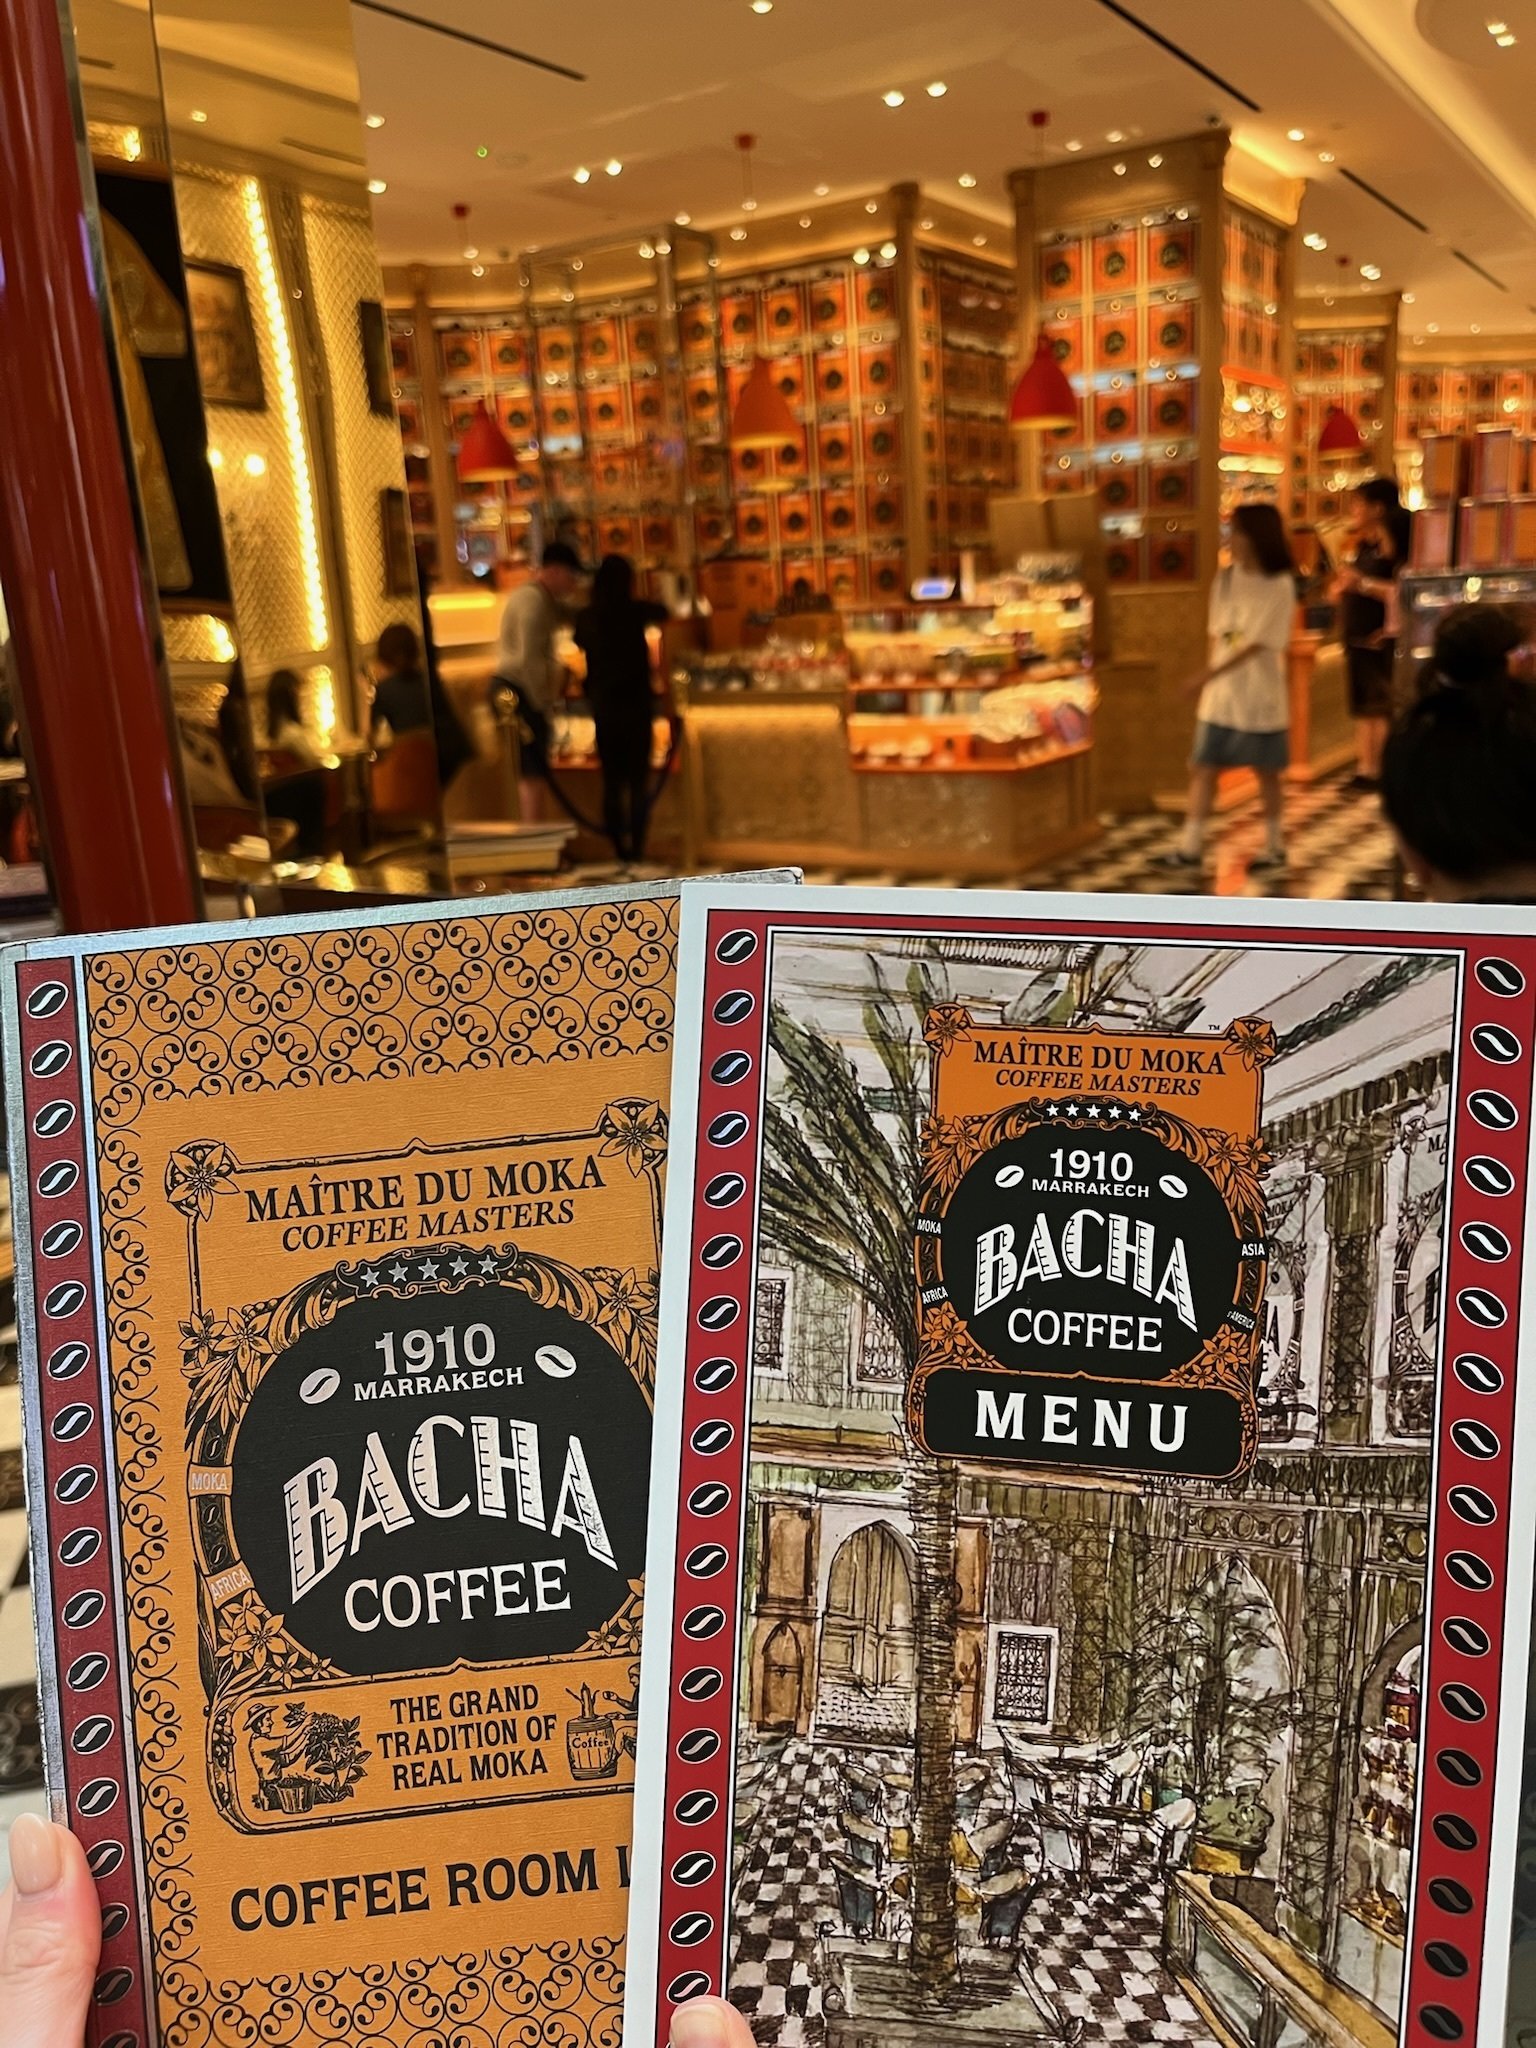 MAÎTRE DU MOKA
COFFEE MASTERS
1910
MARRAKECH
BACHA
COFFEE
MOKA
AFRICA
THE GRAND
TRADITION OF
REAL MOKA
Coffee
COFFEE ROOM
MAÎTRE DU MOKA
TM
COFFEE MASTERS
1910
MARRAKECH
BACHA
COFFEE
MOKA
AFRICA
ASIA
MENU